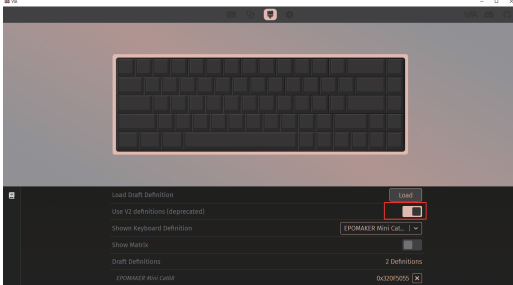 VIA
Load Draft Definition
Load
Use V2 definitions (deprecated)
Shown Keyboard Definition
EPOMAKER Mini Cat...
Show Matrix
Draft Definitions
2 Definitions
EPOMAKER Mini Cat68
0x320F5055